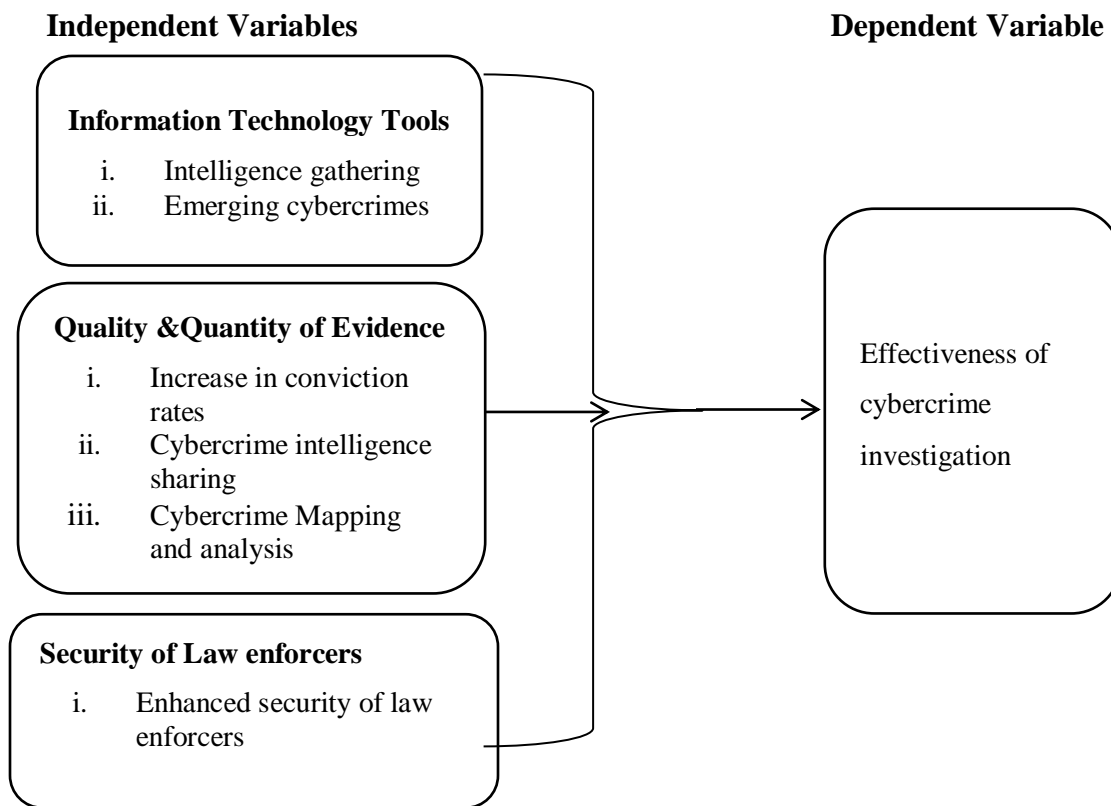 Independent Variables
Dependent Variable
Information Technology Tools
i. Intelligence gathering
ii. Emerging cybercrimes
Quality &Quantity of Evidence
i. Increase in conviction
rates
ii. Cybercrime intelligence
sharing
iii. Cybercrime Mapping
and analysis
Security of Law enforcers
i. Enhanced security of law
enforcers
Effectiveness of
cybercrime
investigation